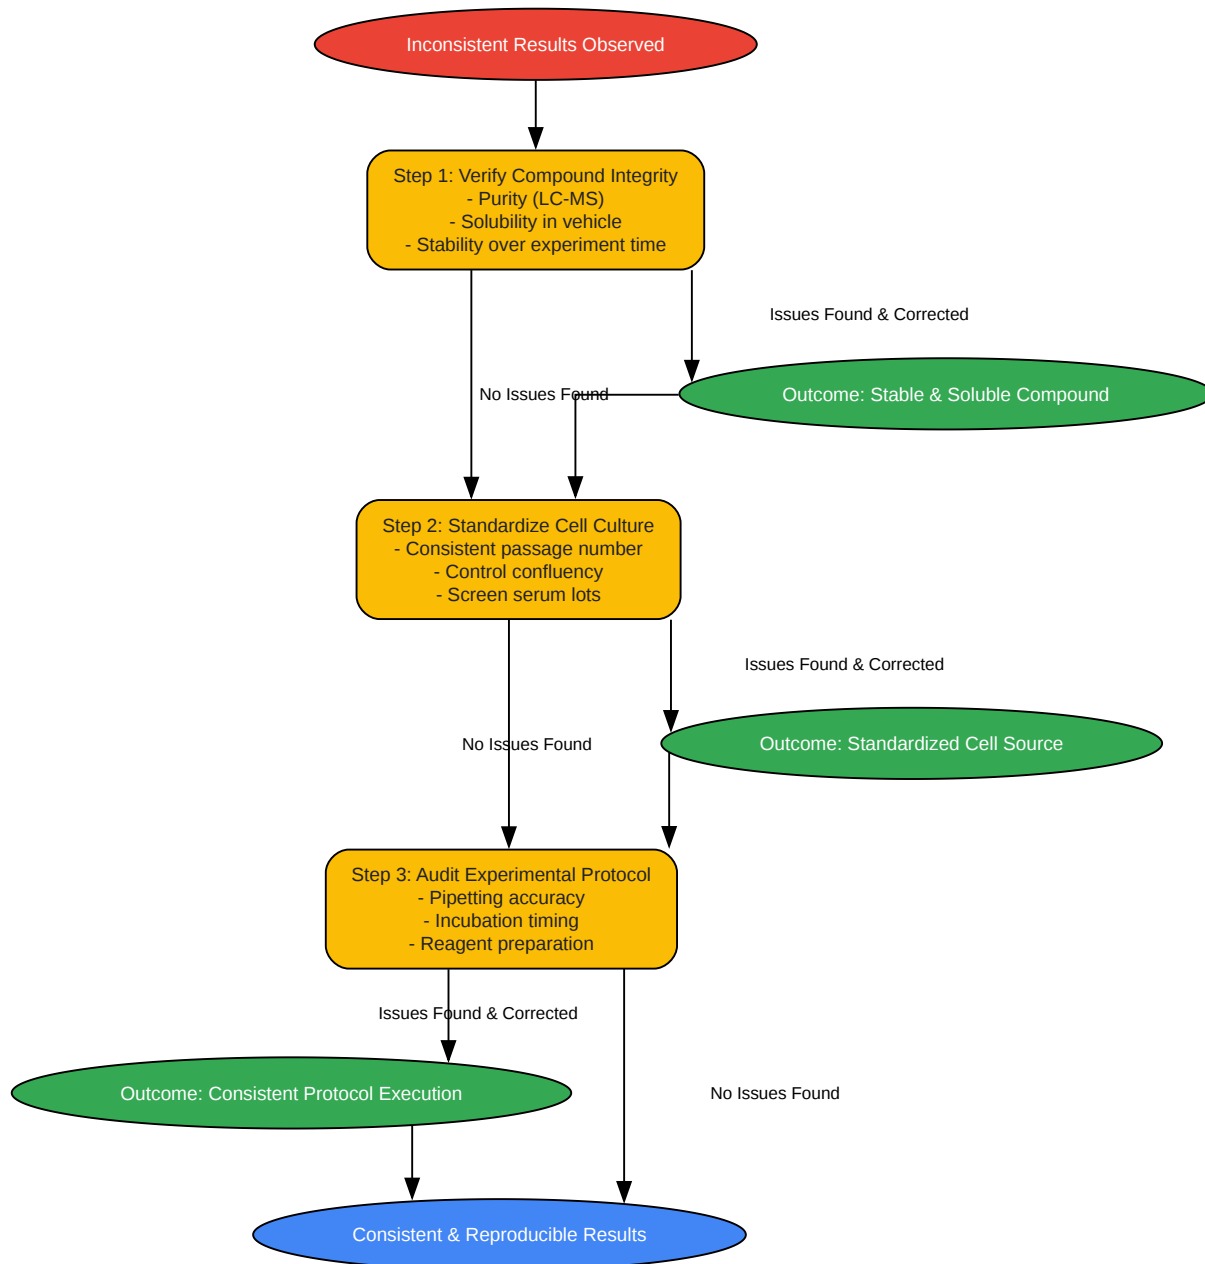 Inconsistent Results Observed
Step 1: Verify Compound Integrity
- Purity (LC-MS)
- Solubility in vehicle
- Stability over experiment time
Issues Found & Corrected
No Issues Found
Outcome: Stable & Soluble Compound
Step 2: Standardize Cell Culture
- Consistent passage number
- Control confluency
- Screen serum lots
Issues Found & Corrected
No Issues Found
Outcome: Standardized Cell Source
Step 3: Audit Experimental Protocol
- Pipetting accuracy
- Incubation timing
- Reagent preparation
Issues Found & Corrected
Outcome: Consistent Protocol Execution
No Issues Found
Consistent & Reproducible Results